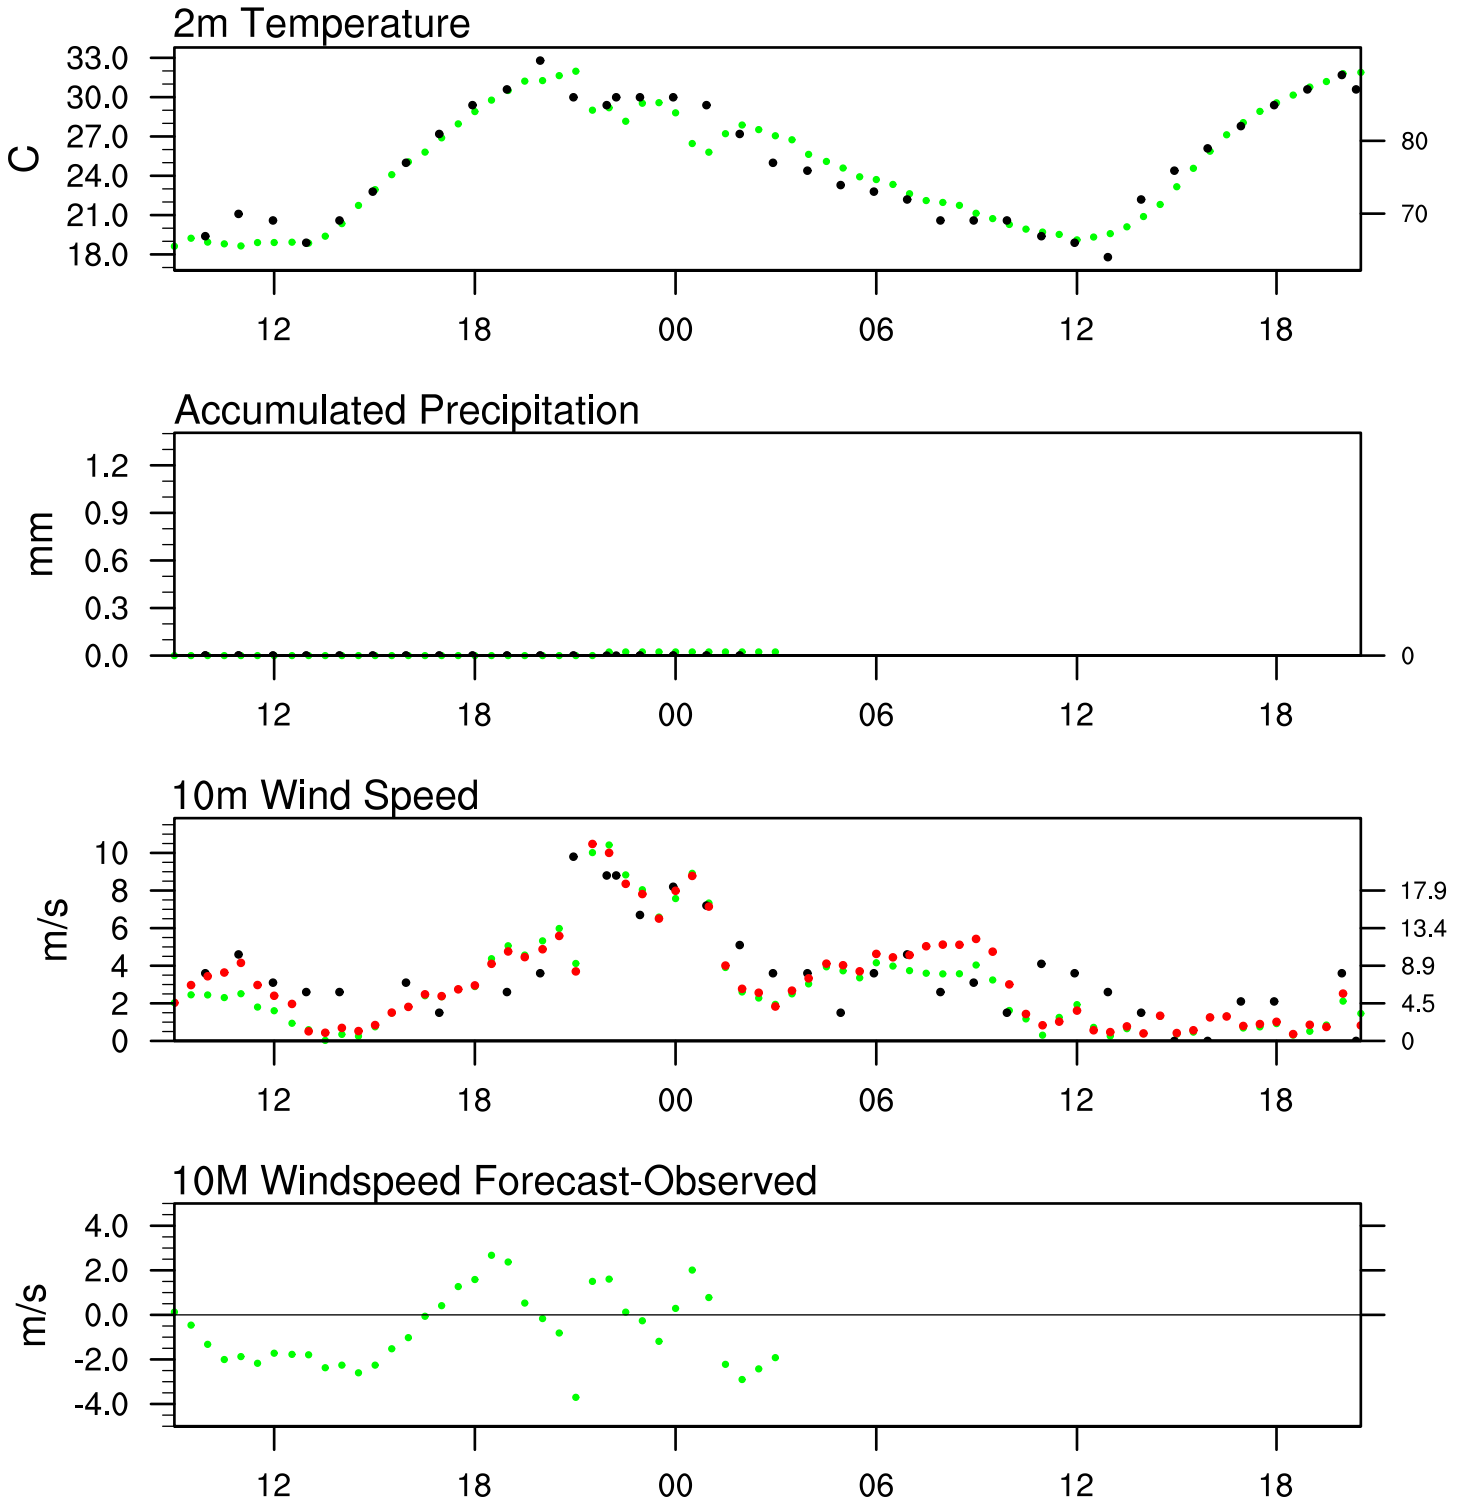 2m Temperature
33.0
30.0
27.0
24.0
21.0
18.0
C
80
70
12 18 00 06 12 18
Accumulated Precipitation
1.2
0.9
0.6
0.3
0.0
mm
0
12 18 00 06 12 18
10m Wind Speed
10
8
6
4
2
0
m/s
17.9
13.4
8.9
4.5
0
12 18 00 06 12 18
10M Windspeed Forecast-Observed
4.0
2.0
0.0
-2.0
-4.0
m/s
12 18 00 06 12 18